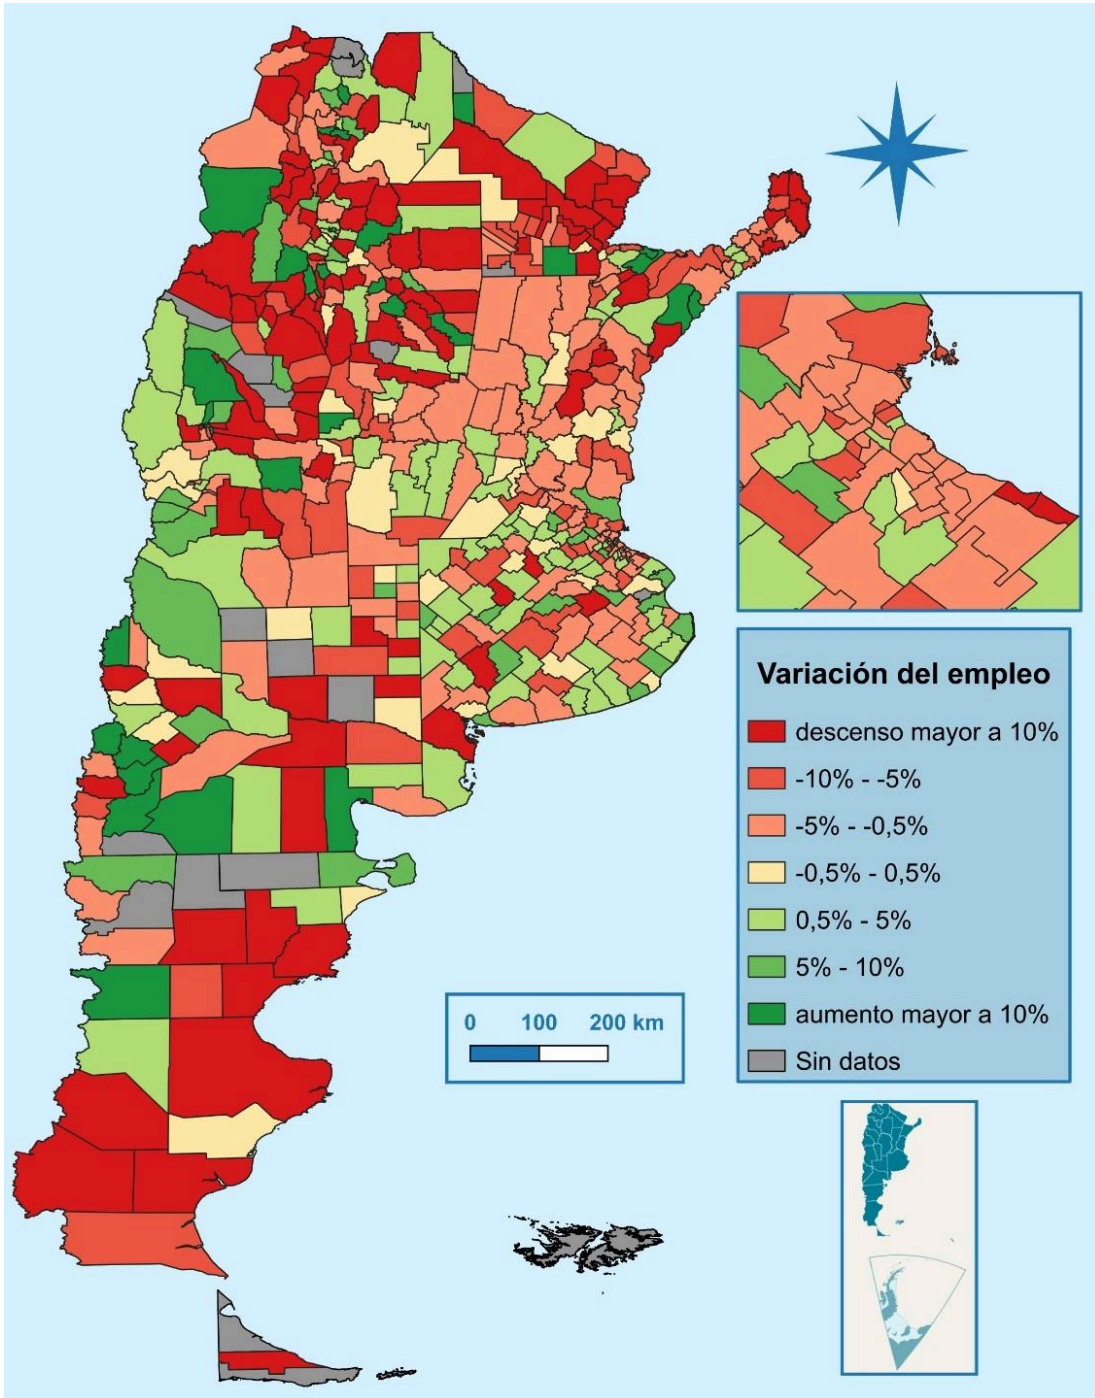 Variación del empleo
descenso mayor a 10%
-10% - -5%
-5% - -0,5%
-0,5% - 0,5%
0,5% - 5%
5% - 10%
aumento mayor a 10%
Sin datos
0 100 200 km